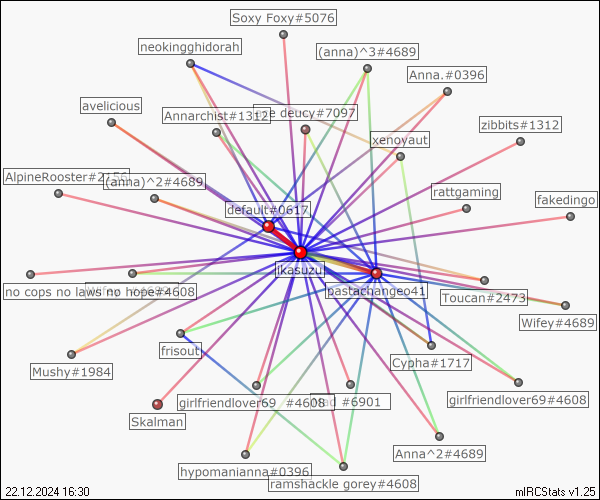 Soxy Foxy#5076
neokingghidorah
(anna)^3#4689
Anna.#0396
avelicious
Annarchist#1312
deucy#7097
zibbits#1312
xenoyaut
AlpineRooster#2156
(anna)^2#4689
rattgaming
fakedingo
default#0617
ikasuzu
pastaciyangeo41
no cops no laws no hope#4608
Toucan#2473
Wifey#4689
frisout
Cypha#1717
Mushy#1984
girlfriendlover69 #4608
#6901
girlfriendlover69#4608
Skalman
Anna^2#4689
hypomanianna#0396
ramshackle gorey#4608
22.12.2024 16:30
mIRCStats v1.25